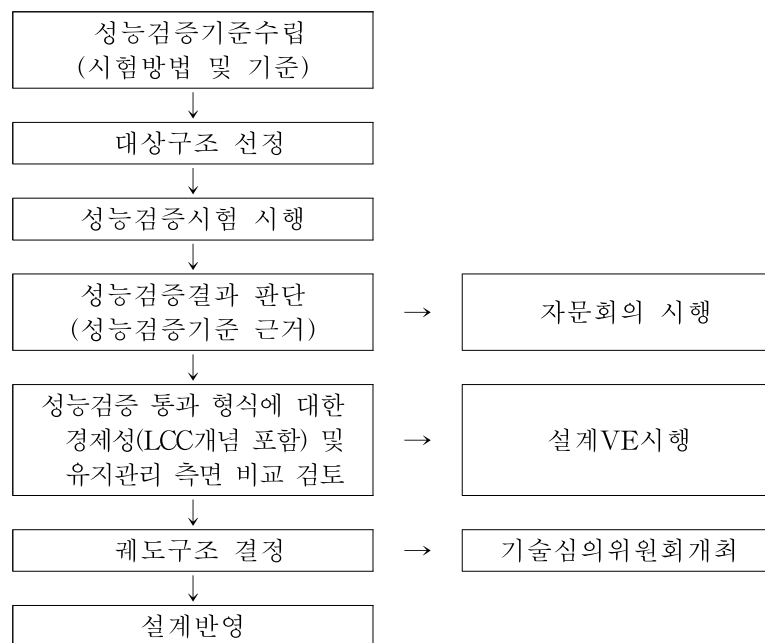 성능검증기준수립
(시험방법 및 기준)
↓
대상구조 선정
↓
성능검증시험 시행
↓
성능검증결과 판단
(성능검증기준 근거)
→
자문회의 시행
↓
성능검증 통과 형식에 대한
경제성(LCC개념 포함) 및
유지관리 측면 비교 검토
→
설계VE시행
↓
궤도구조 결정
→
기술심의위원회개최
↓
설계반영